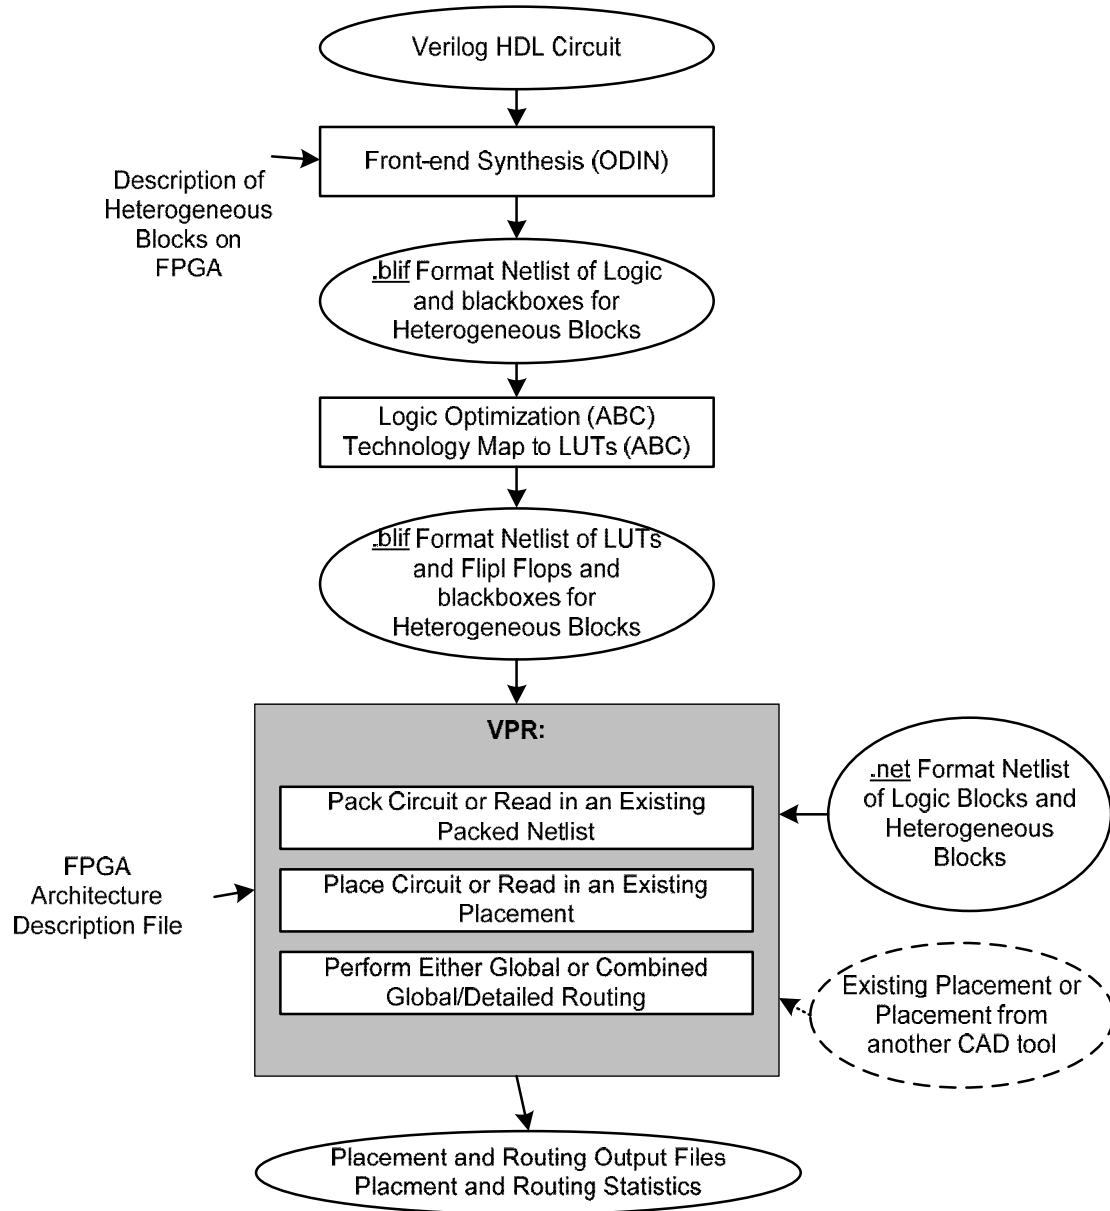 Verilog HDL Circuit
Front-end Synthesis (ODIN)
Description of
Heterogeneous
Blocks on
FPGA
.blif Format Netlist of Logic
and blackboxes for
Heterogeneous Blocks
Logic Optimization (ABC)
Technology Map to LUTs (ABC)
.blif Format Netlist of LUTs
and Flipl Flops and
blackboxes for
Heterogeneous Blocks
VPR:
Pack Circuit or Read in an Existing
Packed Netlist
Place Circuit or Read in an Existing
Placement
Perform Either Global or Combined
Global/Detailed Routing
.net Format Netlist
of Logic Blocks and
Heterogeneous
Blocks
FPGA
Architecture
Description File
Existing Placement or
Placement from
another CAD tool
Placement and Routing Output Files
Placment and Routing Statistics